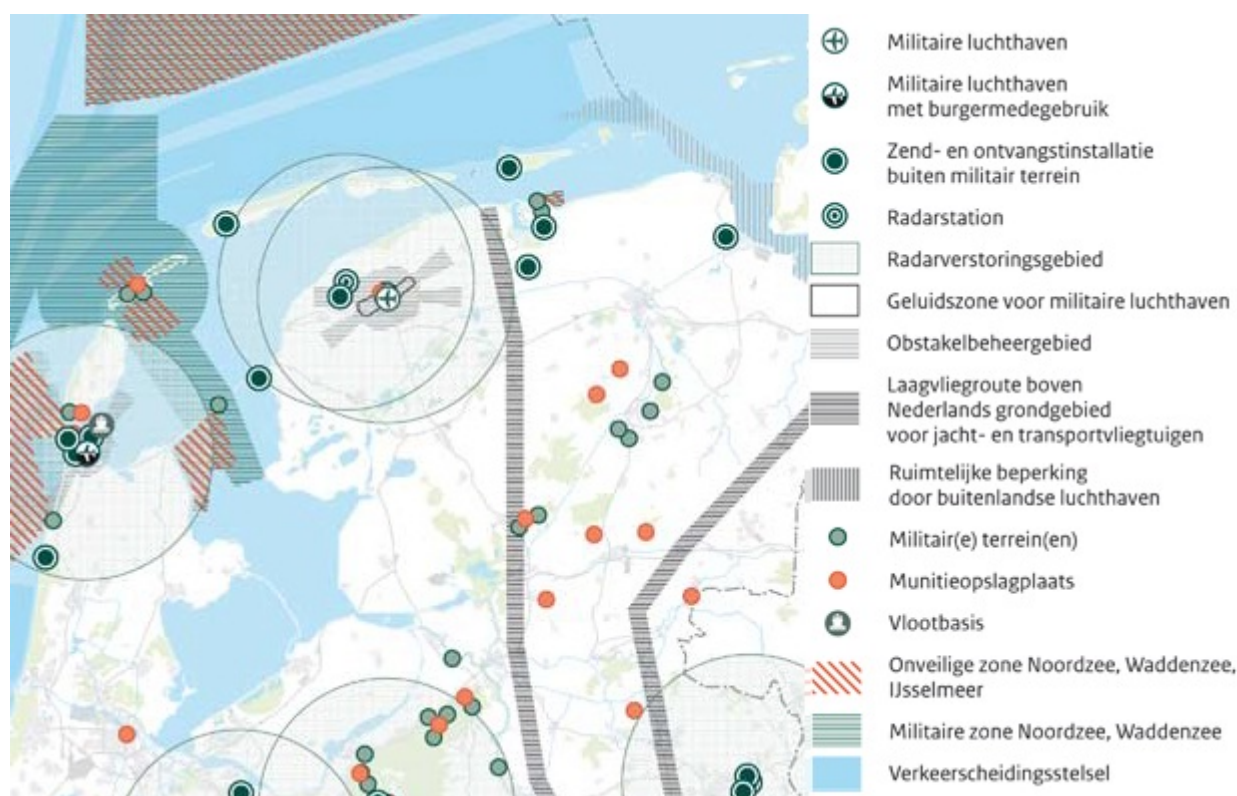 Militaire luchthaven
Militaire luchthaven
met burgermedegebruik
Zend- en ontvangstinstallatie
buiten militair terrein
Radarstation
Radarverstoringsgebied
Geluidszone voor militaire luchthaven
Obstakelbeheergebied
Laagvliegroute boven
Nederlands grondgebied
voor jacht- en transportvliegtuigen
Ruimtelijke beperking
door buitenlandse luchthaven
Militair(e) terrein(en)
Munitieopslagplaats
Vlootbasis
Onveilige zone Noordzee, Waddenzee,
IJsselmeer
Militaire zone Noordzee, Waddenzee
Verkeerscheidingsstelsel